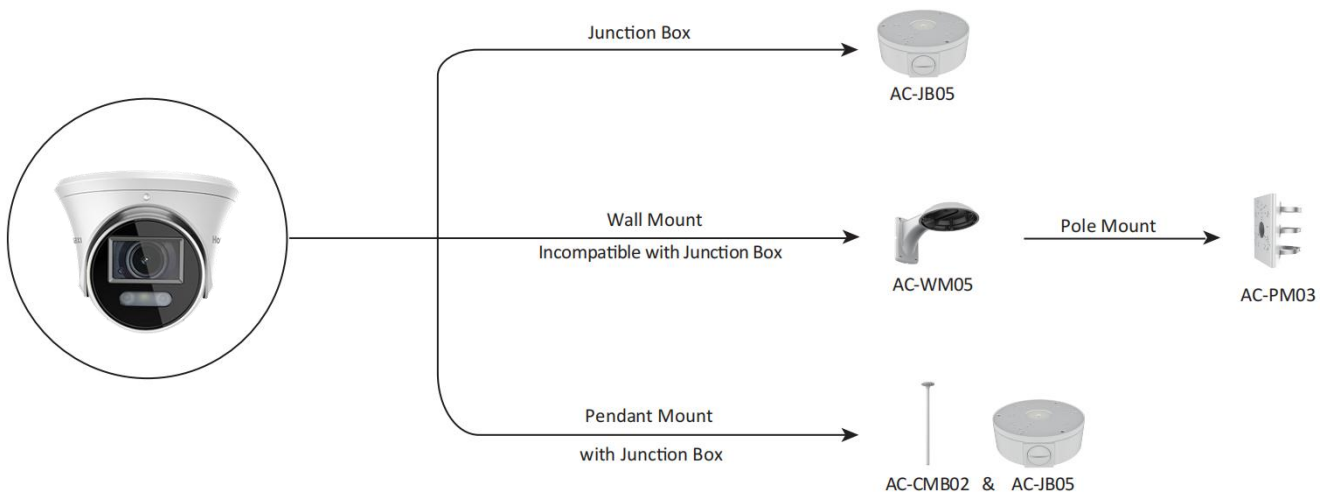 Junction Box
AC-JB05
Wall Mount
Incompatible with Junction Box
AC-WM05
Pole Mount
AC-PM03
Pendant Mount
with Junction Box
AC-CMB02 & AC-JB05